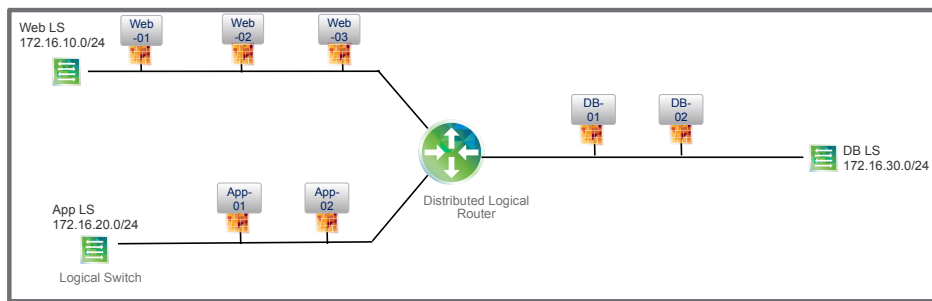 Web LS
172.16.10.0/24
Web
-01
Web
-02
Web
-03
DB-
01
DB-
02
DB LS
172.16.30.0/24
Distributed Logical
Router
App-
01
App-
02
App LS
172.16.20.0/24
Logical Switch